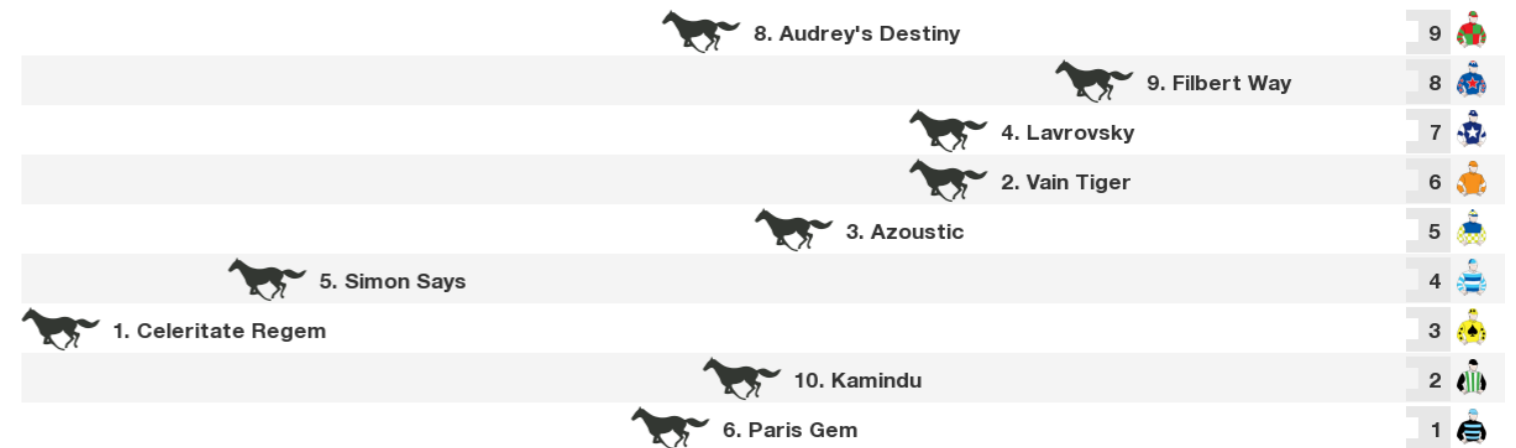 8. Audrey's Destiny 9
9. Filbert Way 8
4. Lavrovsky 7
2. Vain Tiger 6
3. Azoustic 5
5. Simon Says 4
1. Celeritate Regem 3
10. Kamindu 2
6. Paris Gem 1